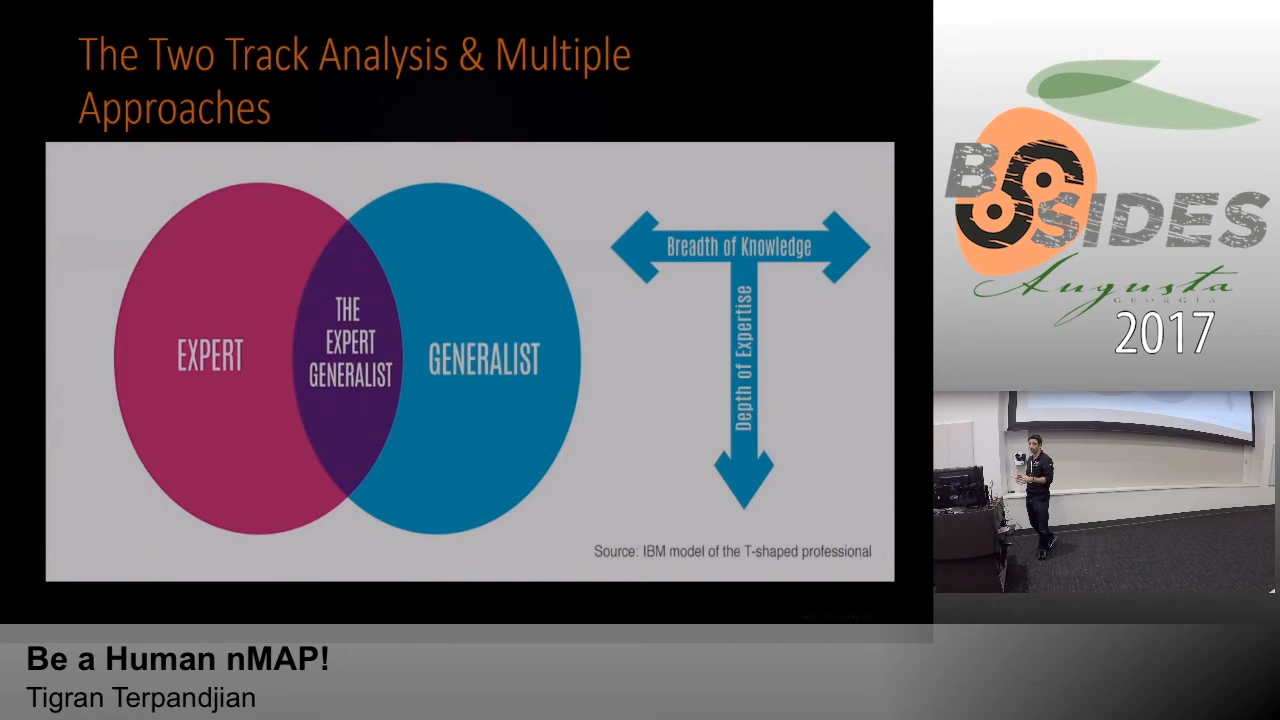 The Two Track Analysis & Multiple
Approaches
EXPERT
THE
EXPERT
GENERALIST
GENERALIST
Breadth of Knowledge
Depth of Expertise
Source: IBM model of the T-shaped professional
BSIDES
Augusta
GEORGIA
2017
Be a Human nMAP!
Tigran Terpandjian